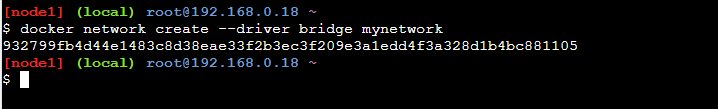 [node1] (local) root@192.168.0.18 ~
$ docker network create --driver bridge mynetwork
932799fb4d44e1483c8d38eae33f2b3ec3f209e3a1edd4f3a328d1b4bc881105
[node1] (local) root@192.168.0.18 ~
$